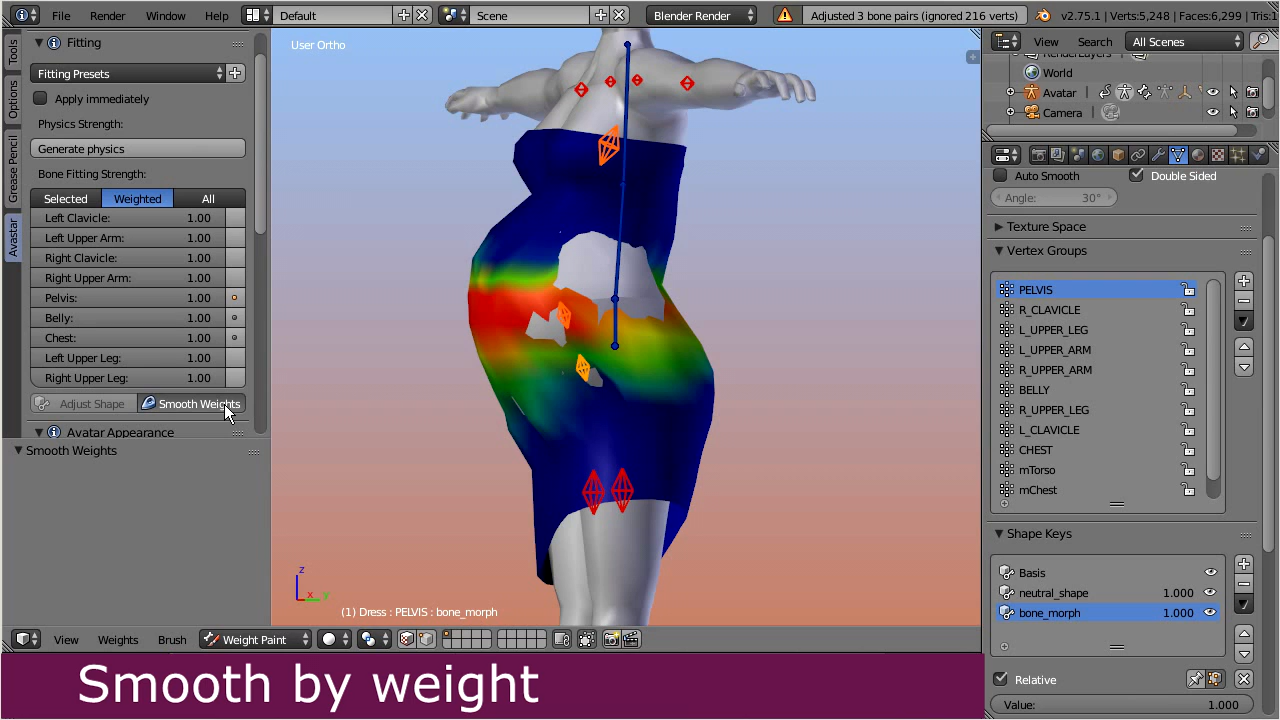 File Render Window Help Default Scene Blender Render Adjusted 3 bone pairs (ignored 216 verts) v2.75.1 | Verts:5,248 | Faces:6,299 | Tris:1
Tools
Options
Grease Pencil
Avastar
Fitting
Fitting Presets
Apply immediately
Physics Strength:
Generate physics
Bone Fitting Strength:
Selected Weighted All
Left Clavicle: 1.00
Left Upper Arm: 1.00
Right Clavicle: 1.00
Right Upper Arm: 1.00
Pelvis: 1.00
Belly: 1.00
Chest: 1.00
Left Upper Leg: 1.00
Right Upper Leg: 1.00
Adjust Shape Smooth Weights
Avatar Appearance
Smooth Weights
User Ortho
z
x y
(1) Dress : PELVIS : bone_morph
View Weights Brush Weight Paint
View Search All Scenes
RenderLayers
World
Avatar
Camera
Auto Smooth Double Sided
Angle: 30°
Texture Space
Vertex Groups
PELVIS
R_CLAVICLE
L_UPPER_LEG
L_UPPER_ARM
R_UPPER_ARM
BELLY
R_UPPER_LEG
L_CLAVICLE
CHEST
mTorso
mChest
Shape Keys
Basis
neutral_shape 1.000
bone_morph 1.000
Relative
Value: 1.000
Smooth by weight